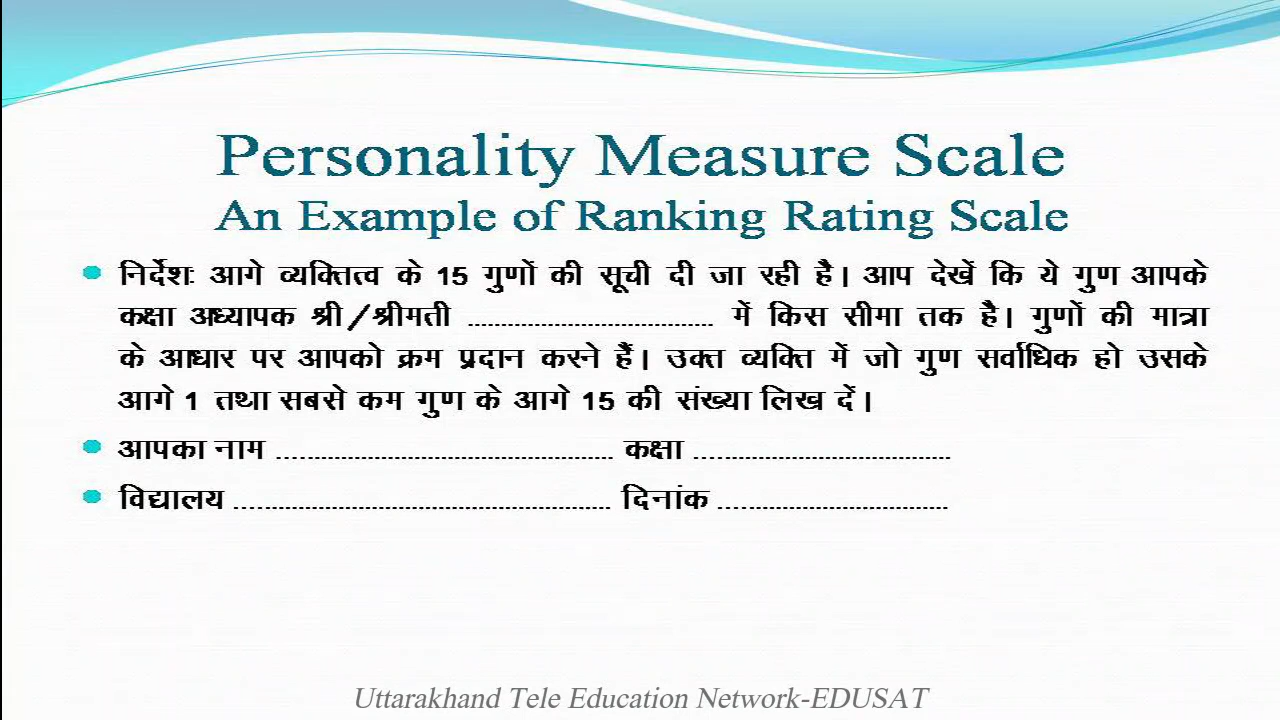 Personality Measure Scale
An Example of Ranking Rating Scale
निर्देशः आगे व्यक्तित्व के 15 गुणों की सूची दी जा रही है। आप देखें कि ये गुण आपके
कक्षा अध्यापक श्री/श्रीमती ...................................... में किस सीमा तक है। गुणों की मात्रा
के आधार पर आपको क्रम प्रदान करने हैं। उक्त व्यक्ति में जो गुण सर्वाधिक हो उसके
आगे 1 तथा सबसे कम गुण के आगे 15 की संख्या लिख दें।
आपका नाम .................................................... कक्षा ........................................
विद्यालय .......................................................... दिनांक ....................................
Uttarakhand Tele Education Network-EDUSAT